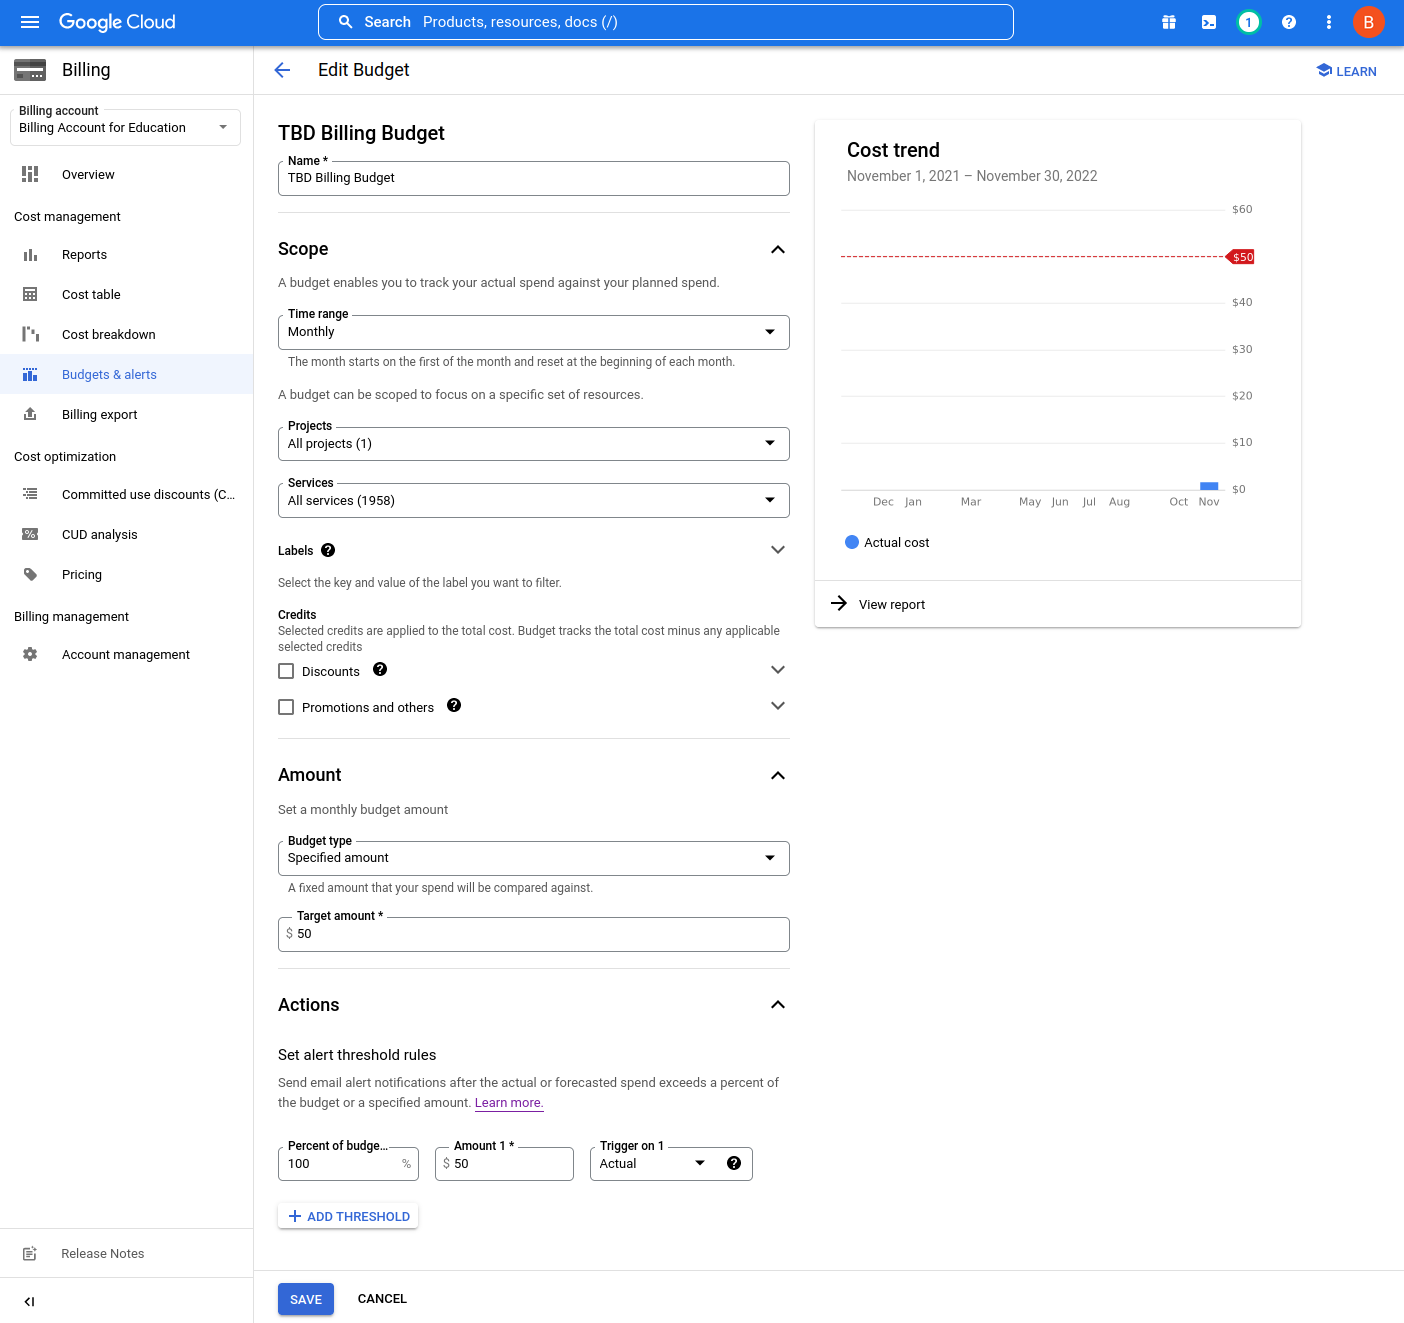 Google Cloud
Search Products, resources, docs (/)
1
B
Billing
Edit Budget
LEARN
Billing account
Billing Account for Education
Overview
Cost management
Reports
Cost table
Cost breakdown
Budgets & alerts
Billing export
Cost optimization
Committed use discounts (C...
CUD analysis
Pricing
Billing management
Account management
Release Notes
TBD Billing Budget
Name *
TBD Billing Budget
Scope
A budget enables you to track your actual spend against your planned spend.
Time range
Monthly
The month starts on the first of the month and reset at the beginning of each month.
A budget can be scoped to focus on a specific set of resources.
Projects
All projects (1)
Services
All services (1958)
Labels
Select the key and value of the label you want to filter.
Credits
Selected credits are applied to the total cost. Budget tracks the total cost minus any applicable
selected credits
Discounts
Promotions and others
Amount
Set a monthly budget amount
Budget type
Specified amount
A fixed amount that your spend will be compared against.
Target amount *
$ 50
Actions
Set alert threshold rules
Send email alert notifications after the actual or forecasted spend exceeds a percent of
the budget or a specified amount. Learn more.
Percent of budge... Amount 1 * Trigger on 1
100 % $ 50 Actual
ADD THRESHOLD
SAVE CANCEL
Cost trend
November 1, 2021 – November 30, 2022
$60
$50
$40
$30
$20
$10
$0
Dec Jan Mar May Jun Jul Aug Oct Nov
Actual cost
View report